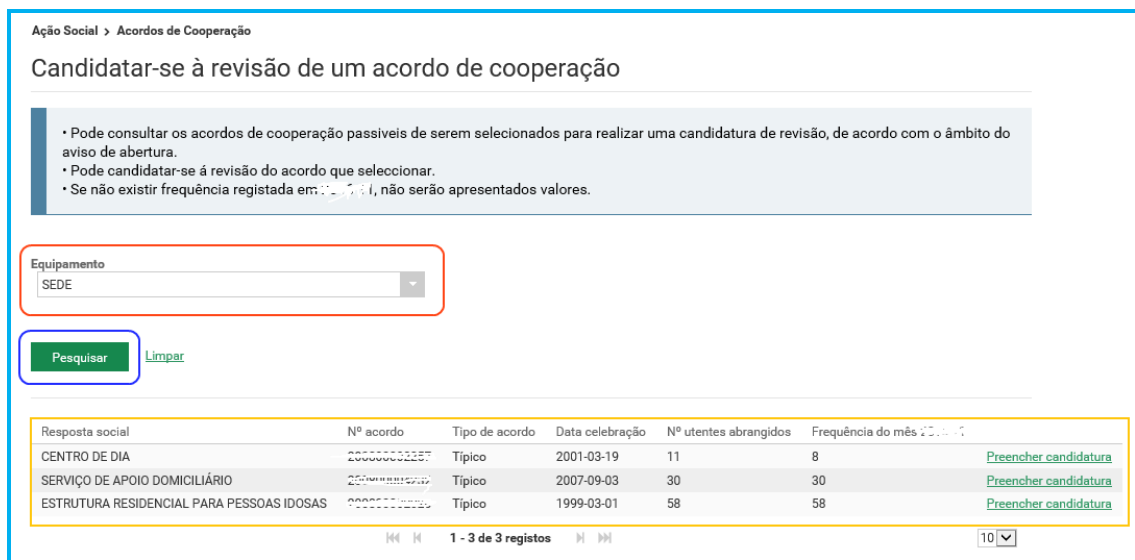 Ação Social > Acordos de Cooperação
Candidatar-se à revisão de um acordo de cooperação
• Pode consultar os acordos de cooperação passiveis de serem selecionados para realizar uma candidatura de revisão, de acordo com o âmbito do
aviso de abertura.
• Pode candidatar-se á revisão do acordo que seleccionar.
• Se não existir frequência registada em , não serão apresentados valores.
Equipamento
SEDE
Pesquisar Limpar
Resposta social Nº acordo Tipo de acordo Data celebração Nº utentes abrangidos Frequência do mês
CENTRO DE DIA Típico 2001-03-19 11 8 Preencher candidatura
SERVIÇO DE APOIO DOMICILIÁRIO Típico 2007-09-03 30 30 Preencher candidatura
ESTRUTURA RESIDENCIAL PARA PESSOAS IDOSAS Típico 1999-03-01 58 58 Preencher candidatura
1 - 3 de 3 registos 10